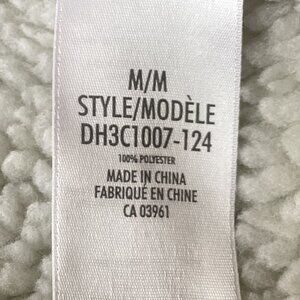 M/M
STYLE/MODÈLE
DH3C1007-124
100% POLYESTER
MADE IN CHINA
FABRIQUÉ EN CHINE
CA 03961